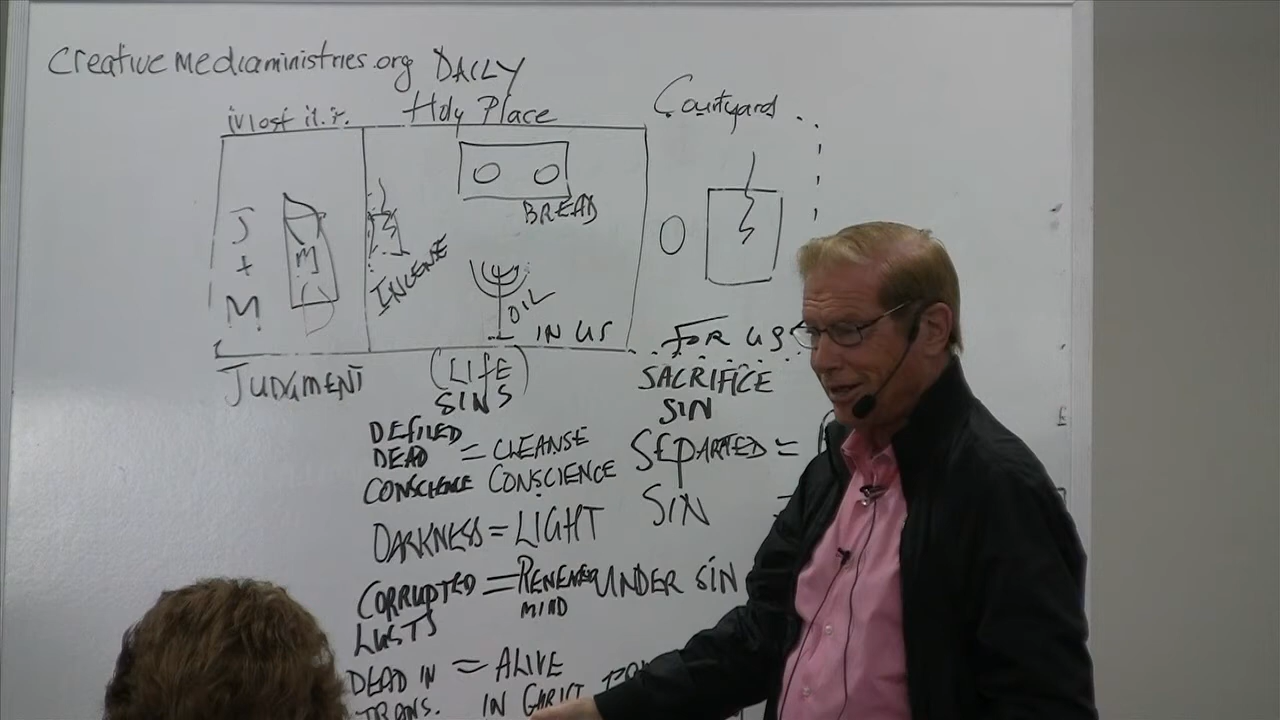 Creativemediaministries.org DAILY
Most
Holy Place
Courtyard
J
+
M
BREAD
INCENSE
OIL
IN US
FOR US
JUDGMENT
(LIFE)
SINS
SACRIFICE
SIN
DEFILED
DEAD = CLEANSE
CONSCIENCE CONSCIENCE
SEPARTED =
SIN =
DARKNESS = LIGHT
CORRUPTED = RENEWED
LUSTS MIND
UNDER SIN
DEAD IN = ALIVE
TRANS. IN CHRIST